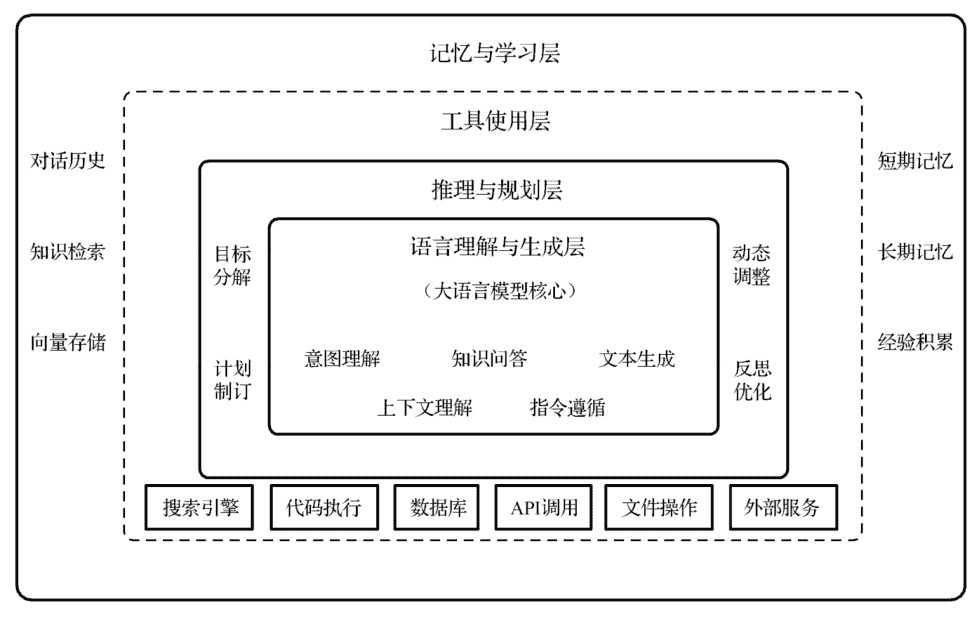 记忆与学习层
工具使用层
对话历史
短期记忆
推理与规划层
语言理解与生成层
目标
分解
动态
调整
知识检索
长期记忆
（大语言模型核心）
向量存储
经验积累
意图理解
知识问答
文本生成
计划
制订
反思
优化
上下文理解
指令遵循
搜索引擎
代码执行
数据库
API调用
文件操作
外部服务